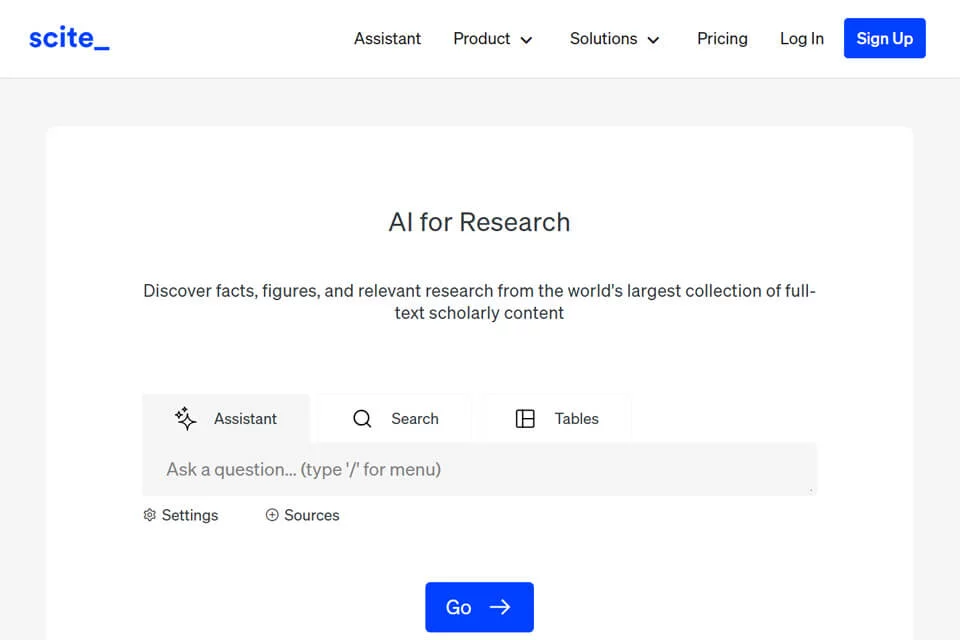 scite_
Assistant
Product
Solutions
Pricing
Log In
Sign Up
AI for Research
Discover facts, figures, and relevant research from the world's largest collection of full-
text scholarly content
Assistant
Search
Tables
Ask a question... (type '/' for menu)
Settings
Sources
Go